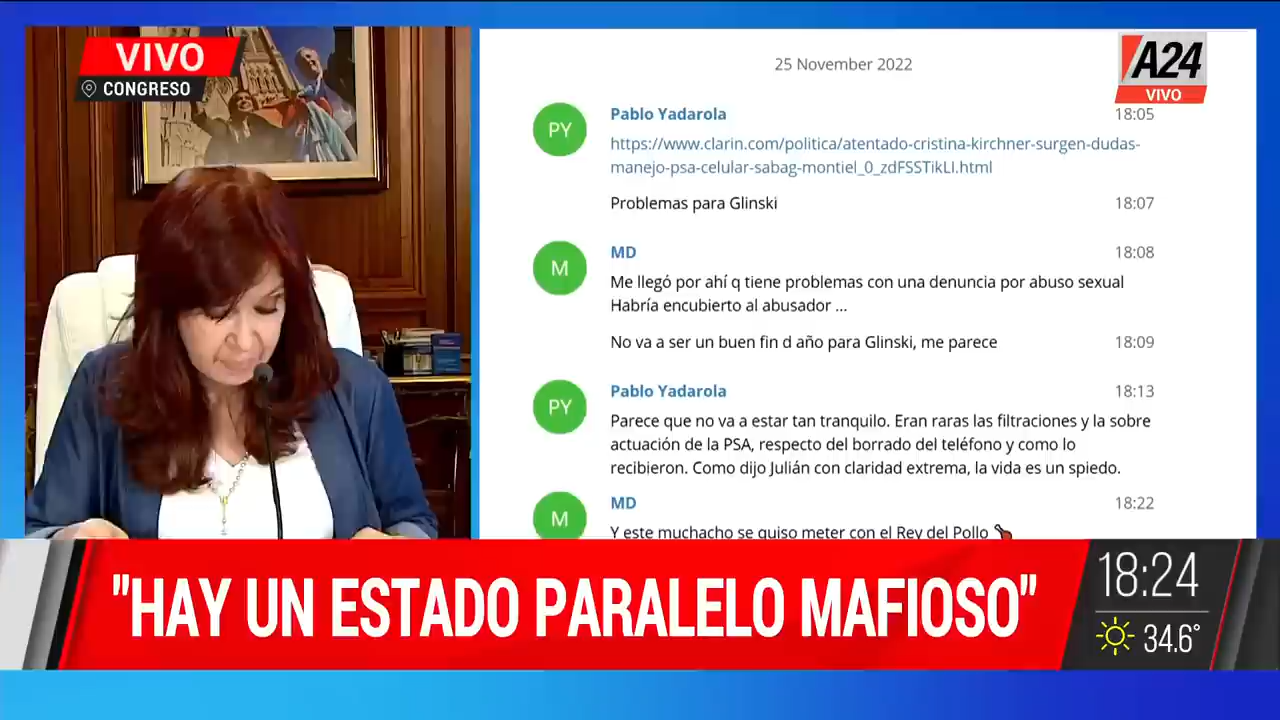 VIVO
CONGRESO
A24
VIVO
25 November 2022
PY
Pablo Yadarola
18:05
https://www.clarin.com/politica/atentado-cristina-kirchner-surgen-dudas-
manejo-psa-celular-sabag-montiel_0_zdFSSTikLI.html
Problemas para Glinski
18:07
M
MD
18:08
Me llegó por ahí q tiene problemas con una denuncia por abuso sexual
Habría encubierto al abusador ...
No va a ser un buen fin d año para Glinski, me parece
18:09
PY
Pablo Yadarola
18:13
Parece que no va a estar tan tranquilo. Eran raras las filtraciones y la sobre
actuación de la PSA, respecto del borrado del teléfono y como lo
recibieron. Como dijo Julián con claridad extrema, la vida es un spiedo.
M
MD
18:22
Y este muchacho se quiso meter con el Rey del Pollo 🍗
"HAY UN ESTADO PARALELO MAFIOSO"
18:24
34.6°